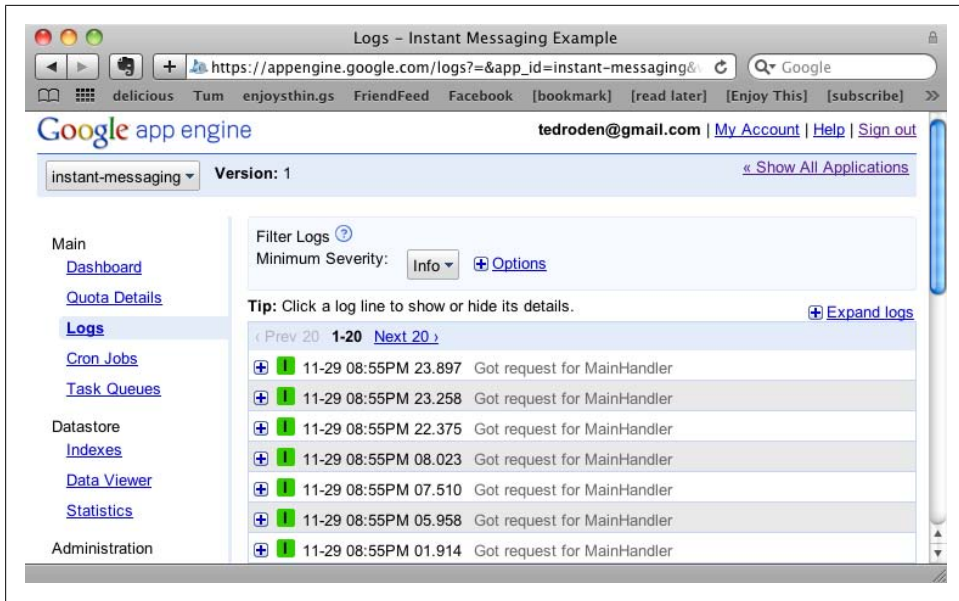 Logs – Instant Messaging Example
https://appengine.google.com/logs?=&app_id=instant-messaging&
Google
delicious Tum enjoysthin.gs FriendFeed Facebook [bookmark] [read later] [Enjoy This] [subscribe] »
Google app engine
tedroden@gmail.com | My Account | Help | Sign out
instant-messaging Version: 1 « Show All Applications
Main
Dashboard
Quota Details
Logs
Cron Jobs
Task Queues
Datastore
Indexes
Data Viewer
Statistics
Administration
Filter Logs ?
Minimum Severity: Info Options
Tip: Click a log line to show or hide its details.
Expand logs
‹ Prev 20 1-20 Next 20 ›
I 11-29 08:55PM 23.897 Got request for MainHandler
I 11-29 08:55PM 23.258 Got request for MainHandler
I 11-29 08:55PM 22.375 Got request for MainHandler
I 11-29 08:55PM 08.023 Got request for MainHandler
I 11-29 08:55PM 07.510 Got request for MainHandler
I 11-29 08:55PM 05.958 Got request for MainHandler
I 11-29 08:55PM 01.914 Got request for MainHandler